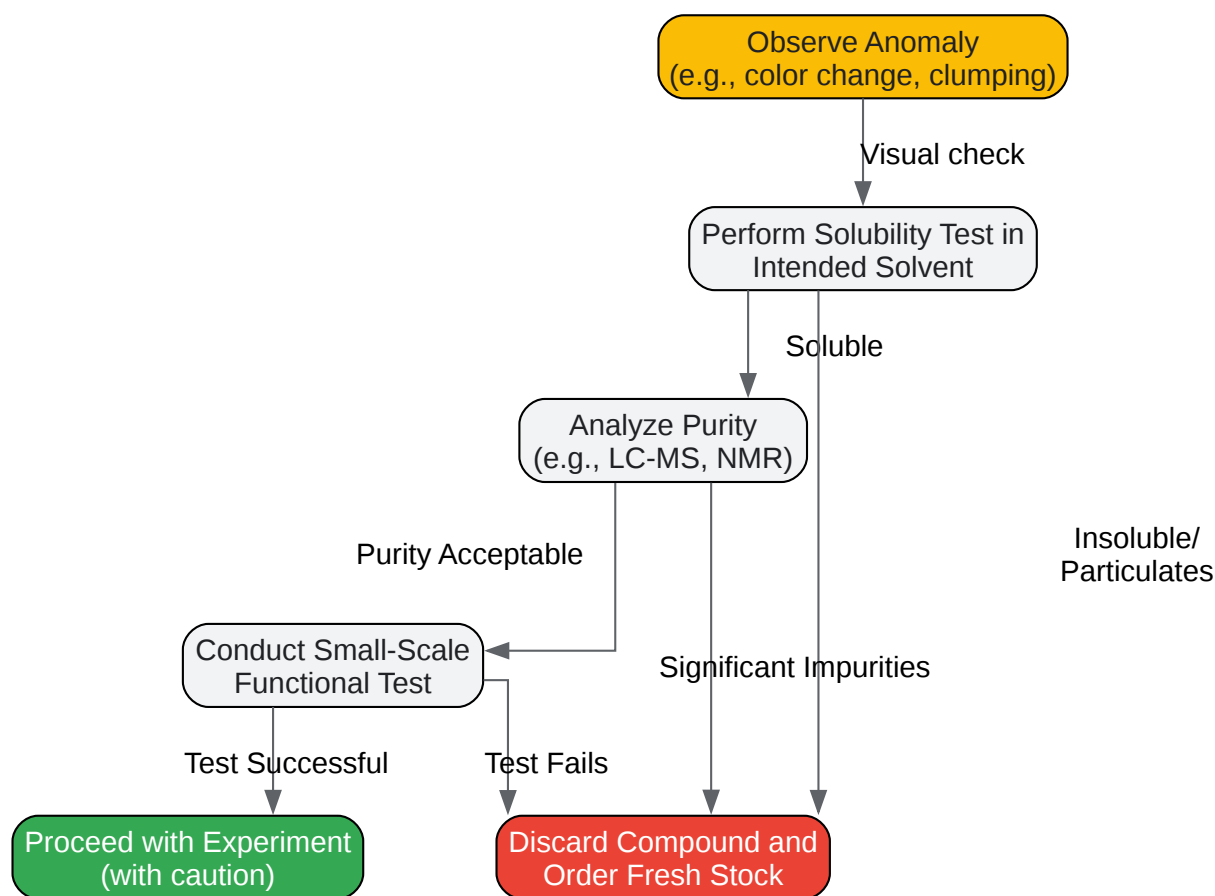 Observe Anomaly
(e.g., color change, clumping)
Visual check
Perform Solubility Test in
Intended Solvent
Soluble
Analyze Purity
(e.g., LC-MS, NMR)
Purity Acceptable
Insoluble/
Particulates
Conduct Small-Scale
Functional Test
Significant Impurities
Test Successful
Test Fails
Proceed with Experiment
(with caution)
Discard Compound and
Order Fresh Stock